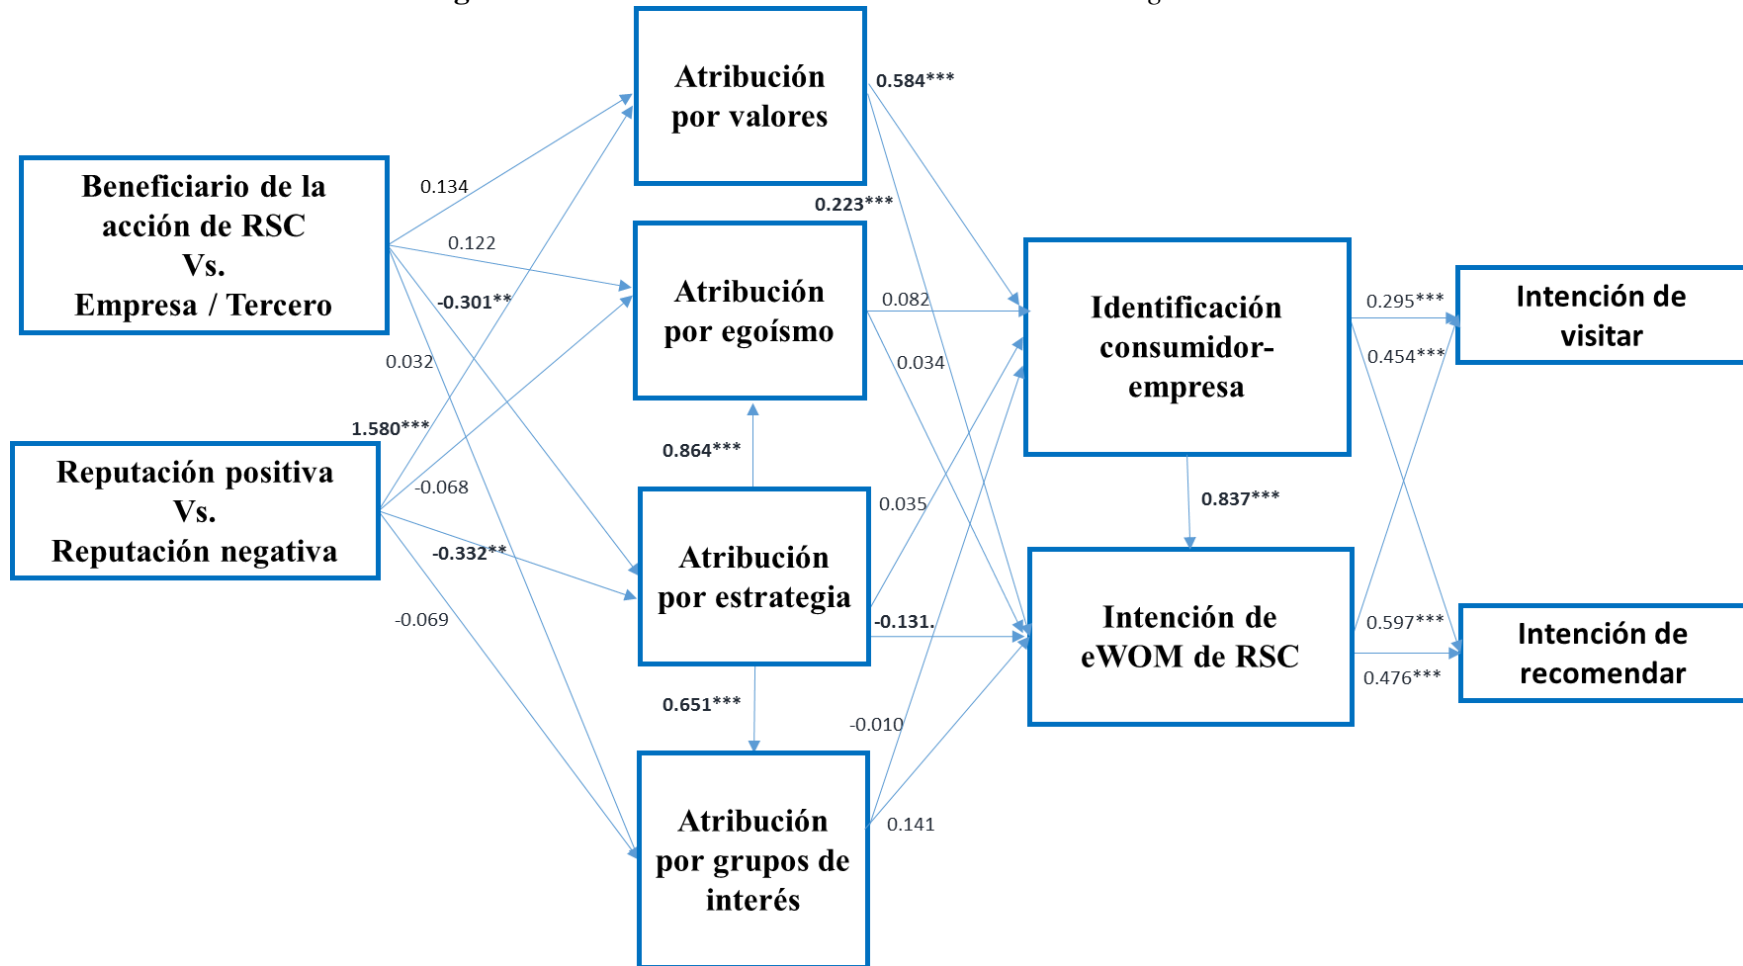 Atribución
por valores
0.584***
Beneficiario de la
acción de RSC
Vs.
Empresa / Tercero
0.134
0.122
-0.301**
0.032
0.223***
Atribución
por egoísmo
0.082
0.034
Identificación
consumidor-
empresa
0.295***
0.454***
Intención de
visitar
Reputación positiva
Vs.
Reputación negativa
1.580***
-0.068
-0.332**
-0.069
0.864***
Atribución
por estrategia
0.035
-0.131.
0.837***
Intención de
eWOM de RSC
0.597***
0.476***
Intención de
recomendar
0.651***
-0.010
Atribución
por grupos de
interés
0.141